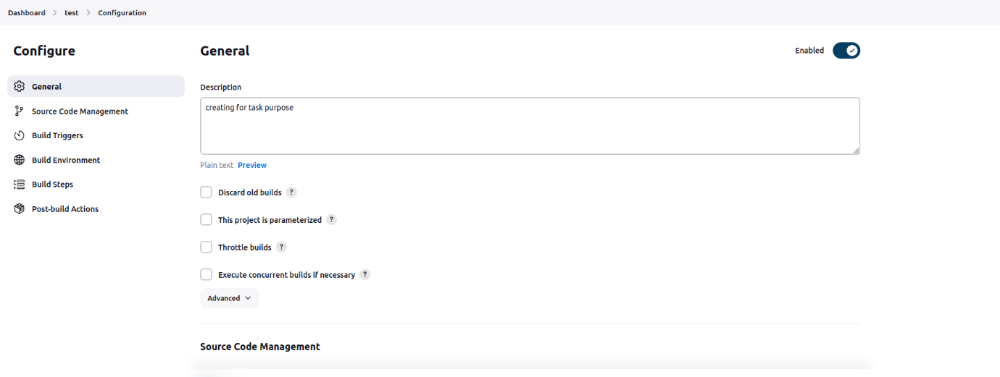 Dashboard > test > Configuration
Configure
General
Source Code Management
Build Triggers
Build Environment
Build Steps
Post-build Actions
General
Enabled
Description
creating for task purpose
Plain text Preview
Discard old builds ?
This project is parameterized ?
Throttle builds ?
Execute concurrent builds if necessary ?
Advanced
Source Code Management